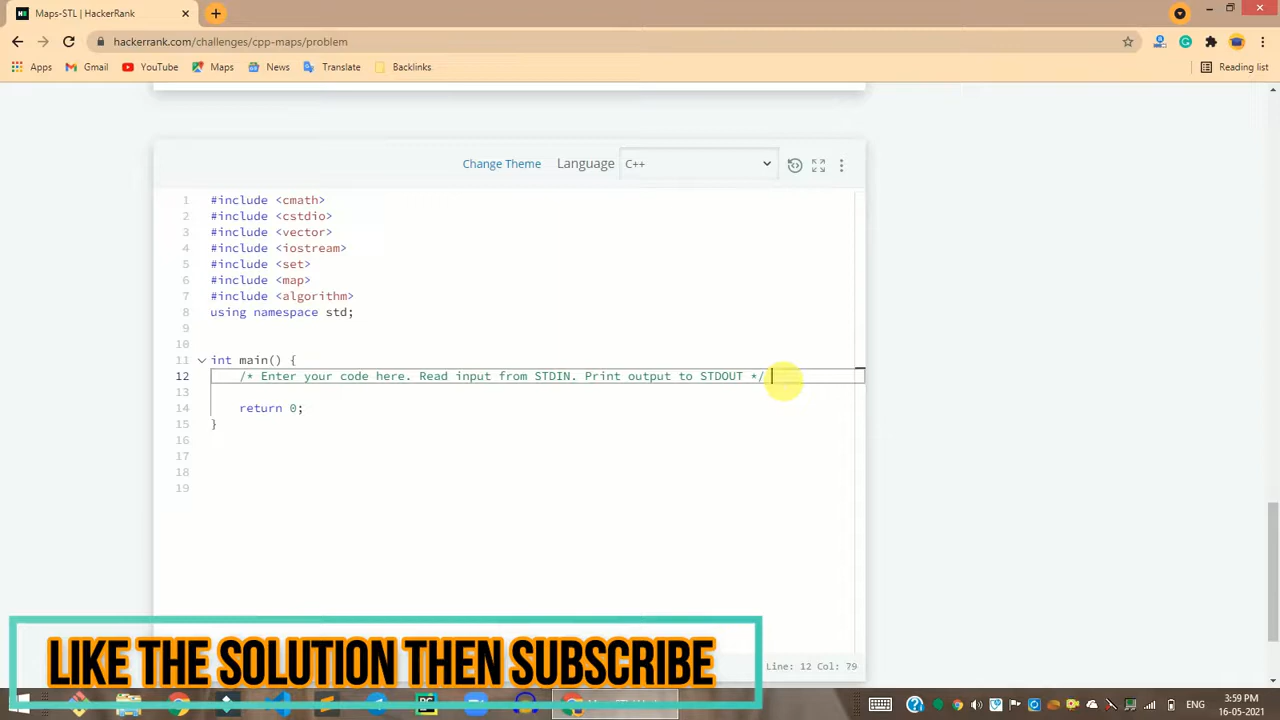 Maps-STL | HackerRank
hackerrank.com/challenges/cpp-maps/problem
Apps Gmail YouTube Maps News Translate Backlinks Reading list
Change Theme Language C++
1 #include <cmath>
2 #include <cstdio>
3 #include <vector>
4 #include <iostream>
5 #include <set>
6 #include <map>
7 #include <algorithm>
8 using namespace std;
9
10
11 int main() {
12 /* Enter your code here. Read input from STDIN. Print output to STDOUT */
13
14 return 0;
15 }
16
17
18
19
LIKE THE SOLUTION THEN SUBSCRIBE
Line: 12 Col: 79
ENG
3:59 PM
16-05-2021